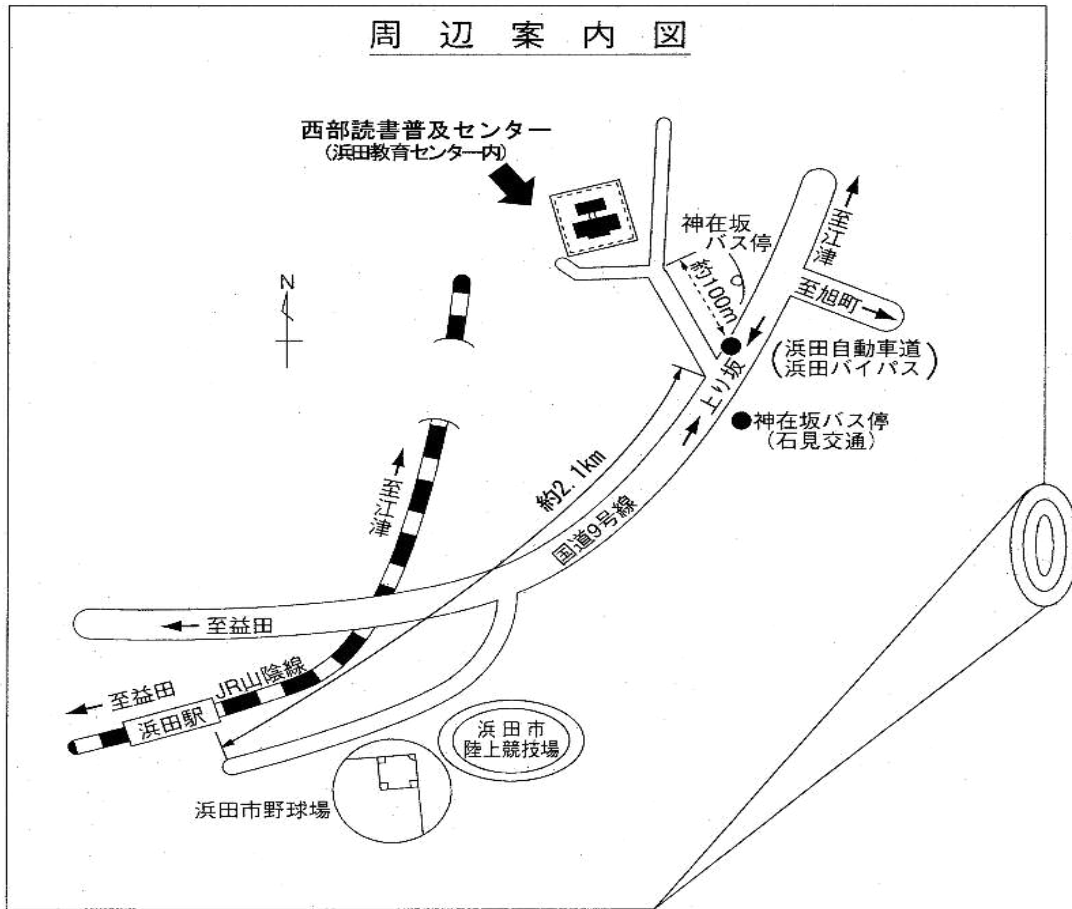 周辺案内図
西部読書普及センター
(浜田教育センター内)
神在坂
バス停
至江津
約100m
至旭町
N
(浜田自動車道
浜田バイパス)
上り坂
神在坂バス停
(石見交通)
約2.1km
至江津
国道9号線
至益田
JR山陰線
至益田
浜田駅
浜田市
陸上競技場
浜田市野球場